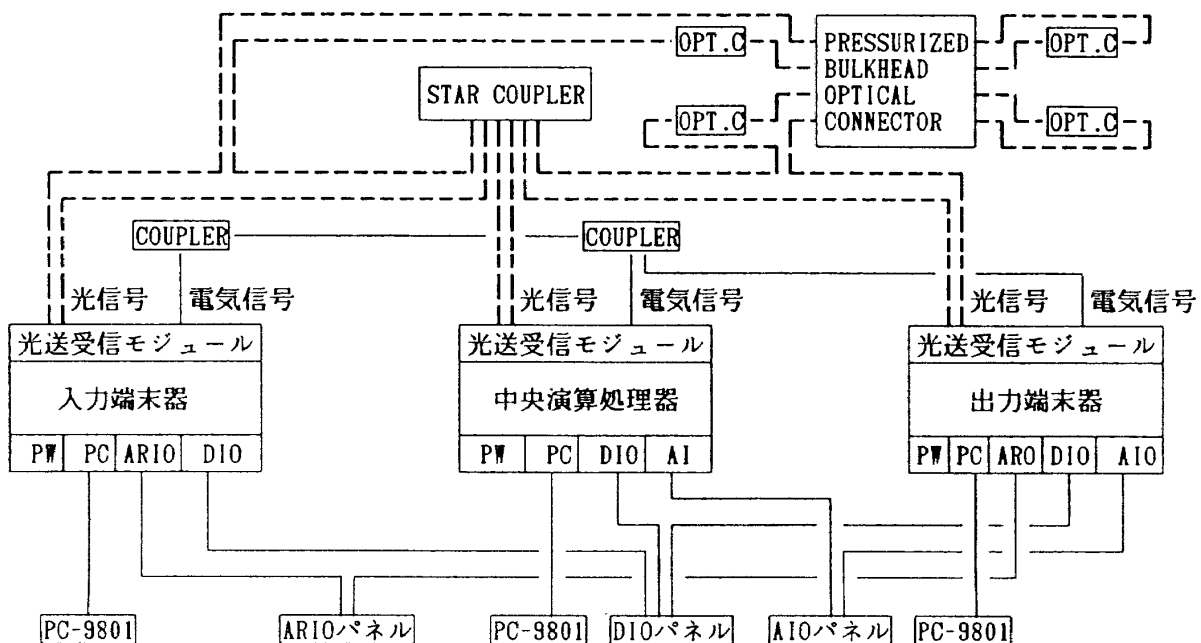 OPT.C
PRESSURIZED
BULKHEAD
OPTICAL
CONNECTOR
OPT.C
STAR COUPLER
OPT.C
OPT.C
COUPLER
COUPLER
光信号
電気信号
光信号
電気信号
光信号
電気信号
光送受信モジュール
光送受信モジュール
光送受信モジュール
入力端末器
中央演算処理器
出力端末器
PW PC ARIO DIO
PW PC DIO AI
PW PC ARO DIO AIO
PC-9801
ARIOパネル
PC-9801
DIOパネル
AIOパネル
PC-9801